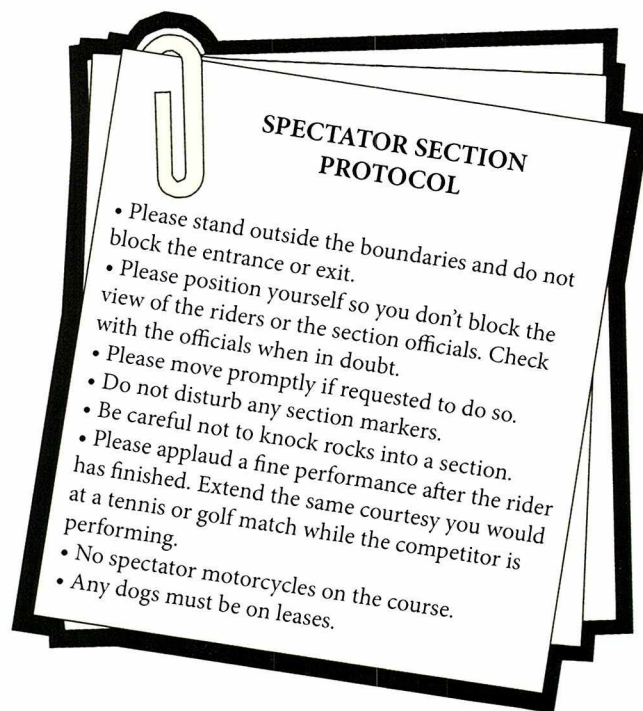 SPECTATOR SECTION
PROTOCOL
• Please stand outside the boundaries and do not
block the entrance or exit.
• Please position yourself so you don't block the
view of the riders or the section officials. Check
with the officials when in doubt.
• Please move promptly if requested to do so.
• Do not disturb any section markers.
• Be careful not to knock rocks into a section.
• Please applaud a fine performance after the rider
has finished. Extend the same courtesy you would
at a tennis or golf match while the competitor is
performing.
• No spectator motorcycles on the course.
• Any dogs must be on leases.